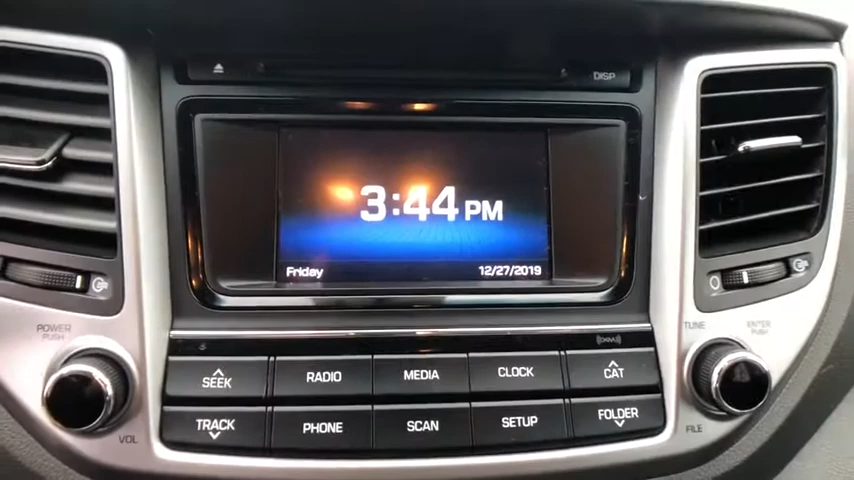 DISP
3:44 PM
Friday 12/27/2019
POWER
PUSH
TUNE
ENTER
PUSH
((XM))
SEEK RADIO MEDIA CLOCK CAT
TRACK PHONE SCAN SETUP FOLDER
VOL
FILE